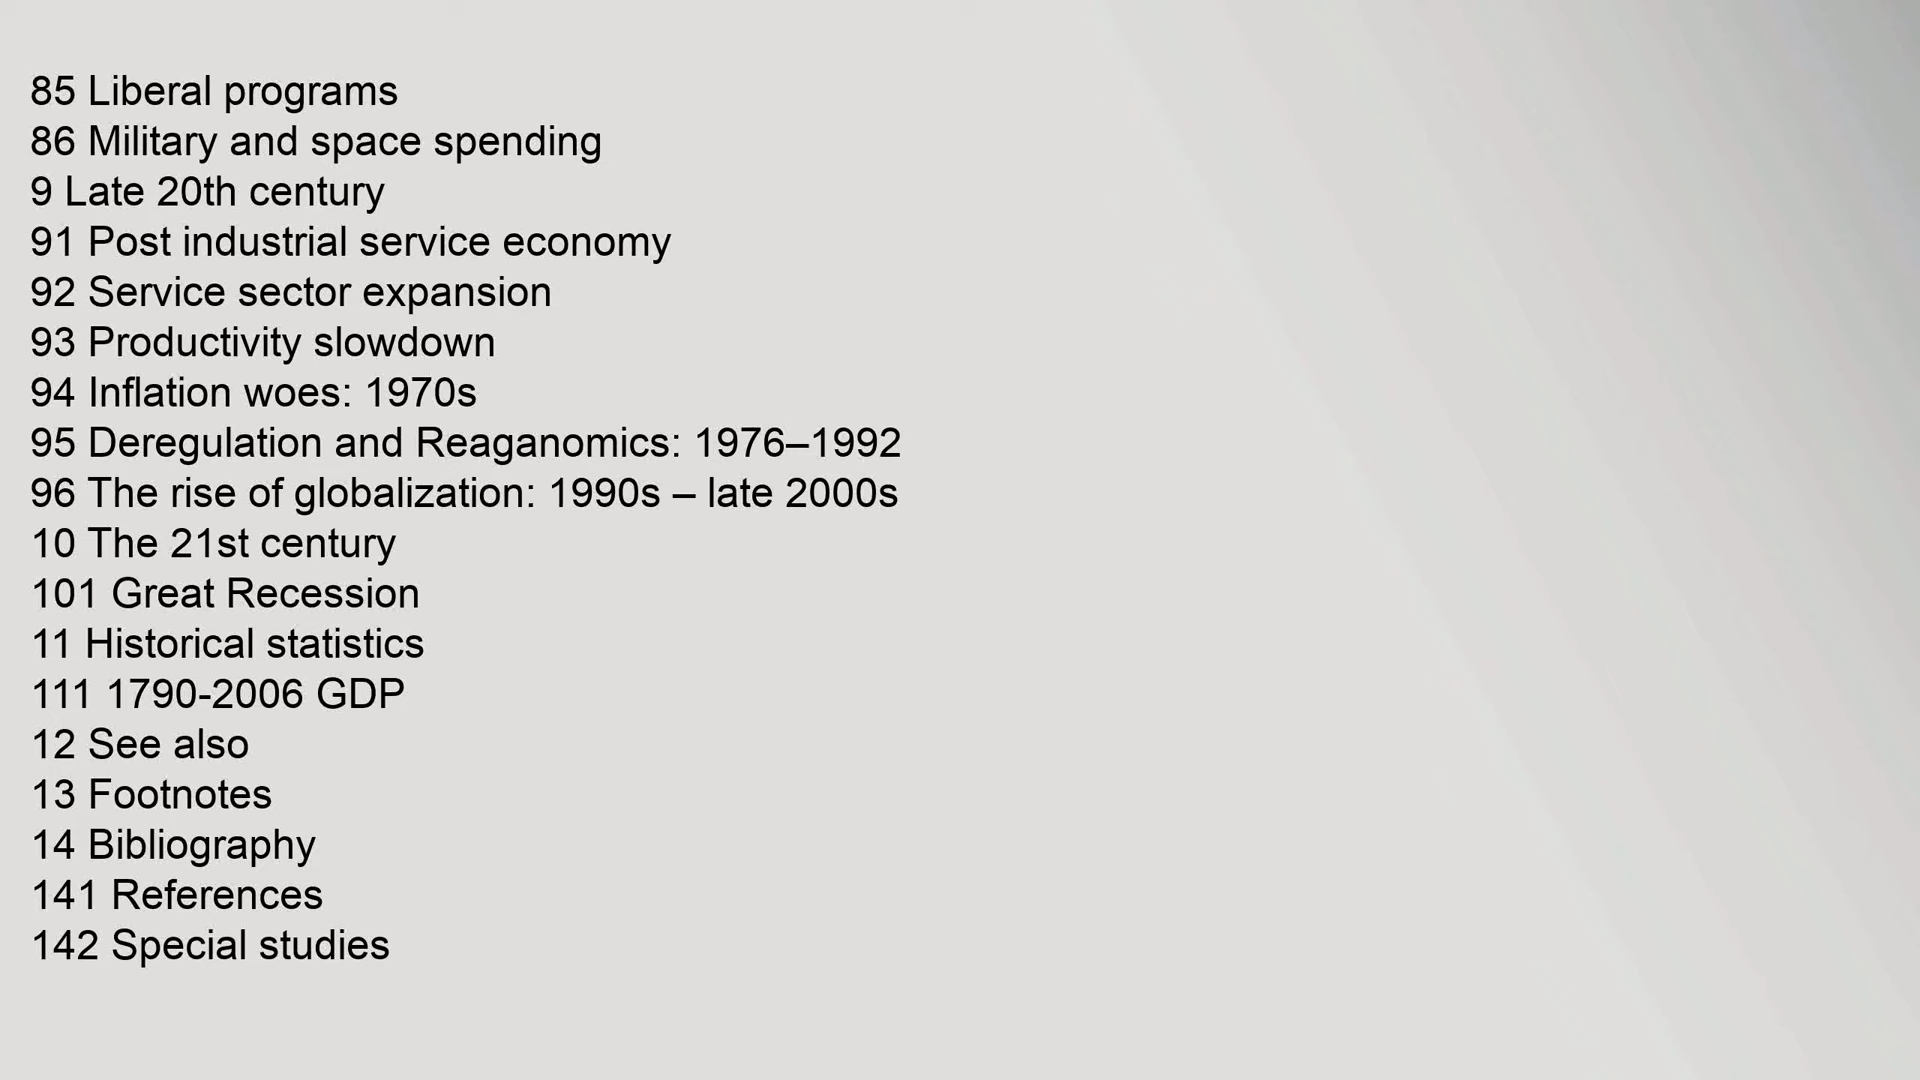 85 Liberal programs
86 Military and space spending
9 Late 20th century
91 Post industrial service economy
92 Service sector expansion
93 Productivity slowdown
94 Inflation woes: 1970s
95 Deregulation and Reaganomics: 1976–1992
96 The rise of globalization: 1990s – late 2000s
10 The 21st century
101 Great Recession
11 Historical statistics
111 1790-2006 GDP
12 See also
13 Footnotes
14 Bibliography
141 References
142 Special studies